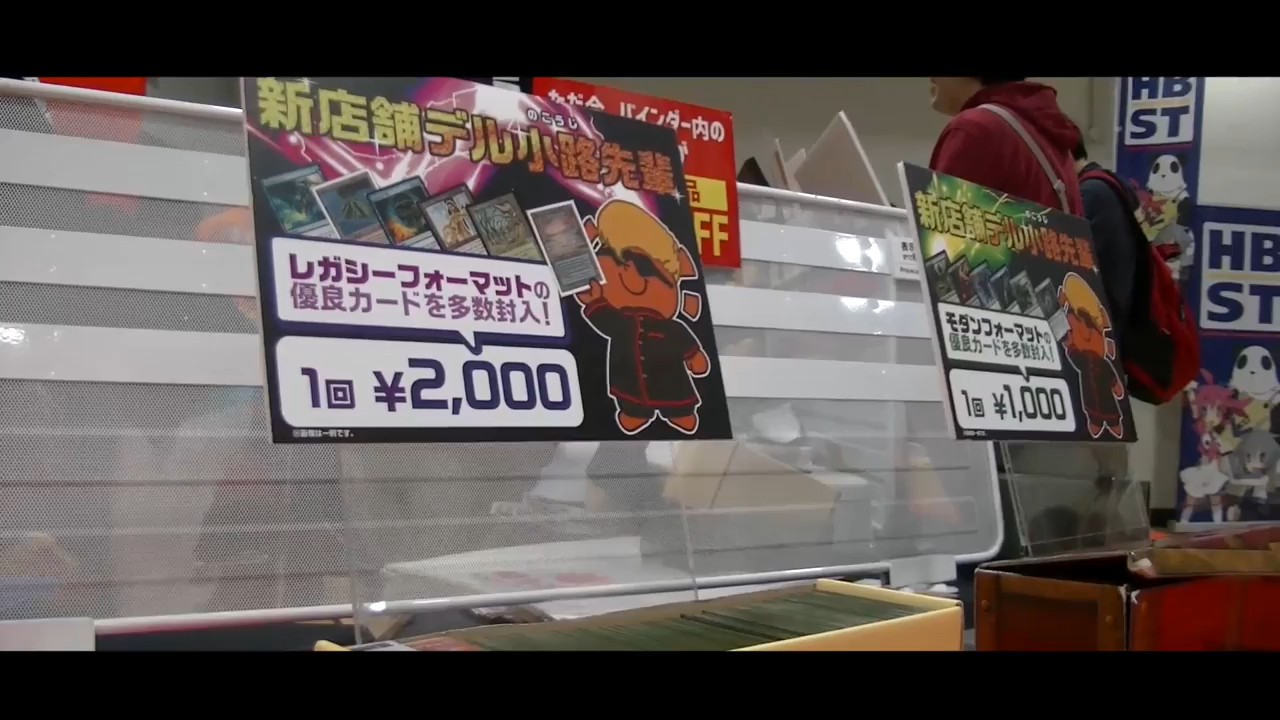 新店舗デル小路先輩
のこうじ
レガシーフォーマットの
優良カードを多数封入!
1回 ¥2,000
※画像は一例です。
バインダー内の
品
FF
新店舗デル小路先輩
のこうじ
モダンフォーマットの
優良カードを多数封入!
1回 ¥1,000
HB
ST
HB
ST